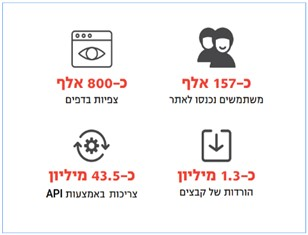 כ-157 אלף
משתמשים נכנסו לאתר
כ-800 אלף
צפיות בדפים
כ-1.3 מיליון
הורדות של קבצים
כ-43.5 מיליון
צריכות באמצעות API